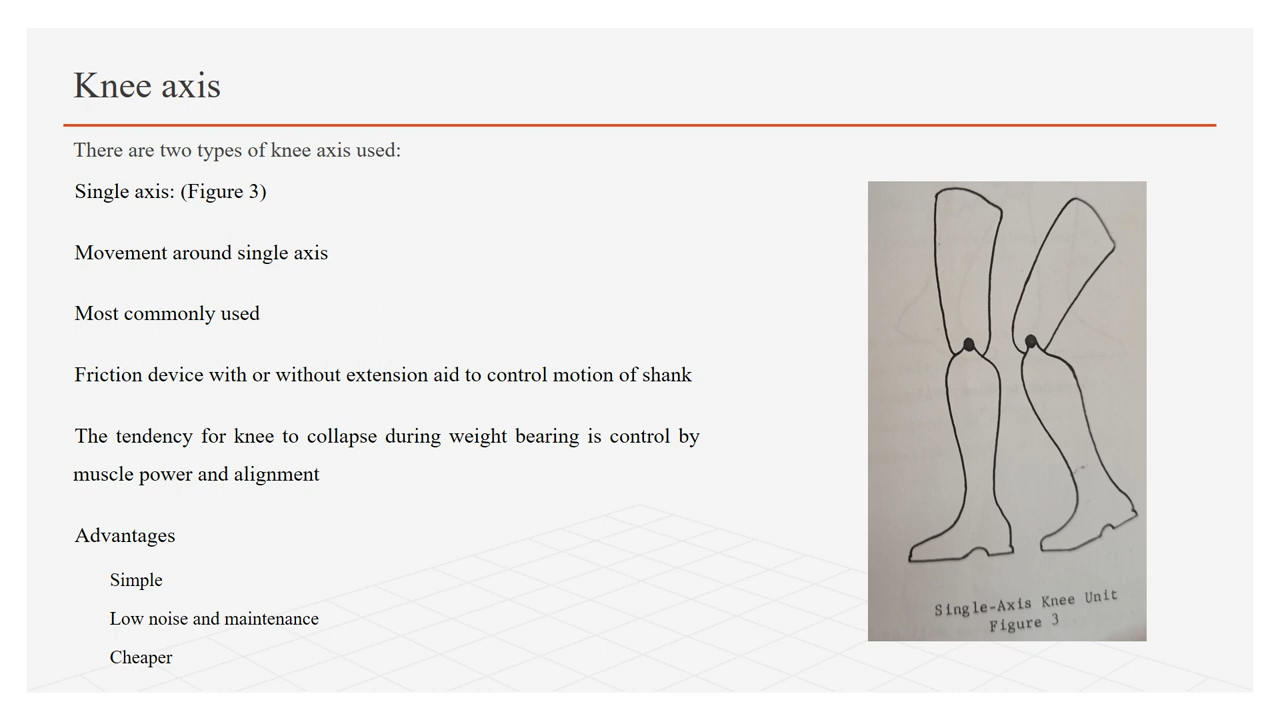 Knee axis
There are two types of knee axis used:
Single axis: (Figure 3)
Movement around single axis
Most commonly used
Friction device with or without extension aid to control motion of shank
The tendency for knee to collapse during weight bearing is control by
muscle power and alignment
Advantages
Simple
Low noise and maintenance
Cheaper
Single-Axis Knee Unit
Figure 3